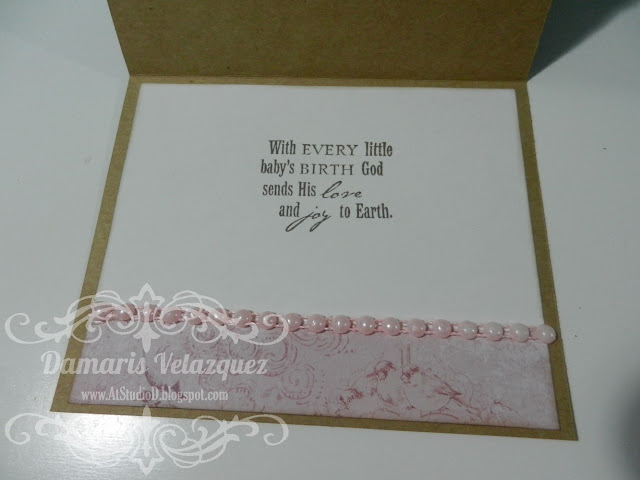 With EVERY little
baby's BIRTH God
sends His love
and joy to Earth.
Damaris Velazquez
www.AtStudioD.blogspot.com